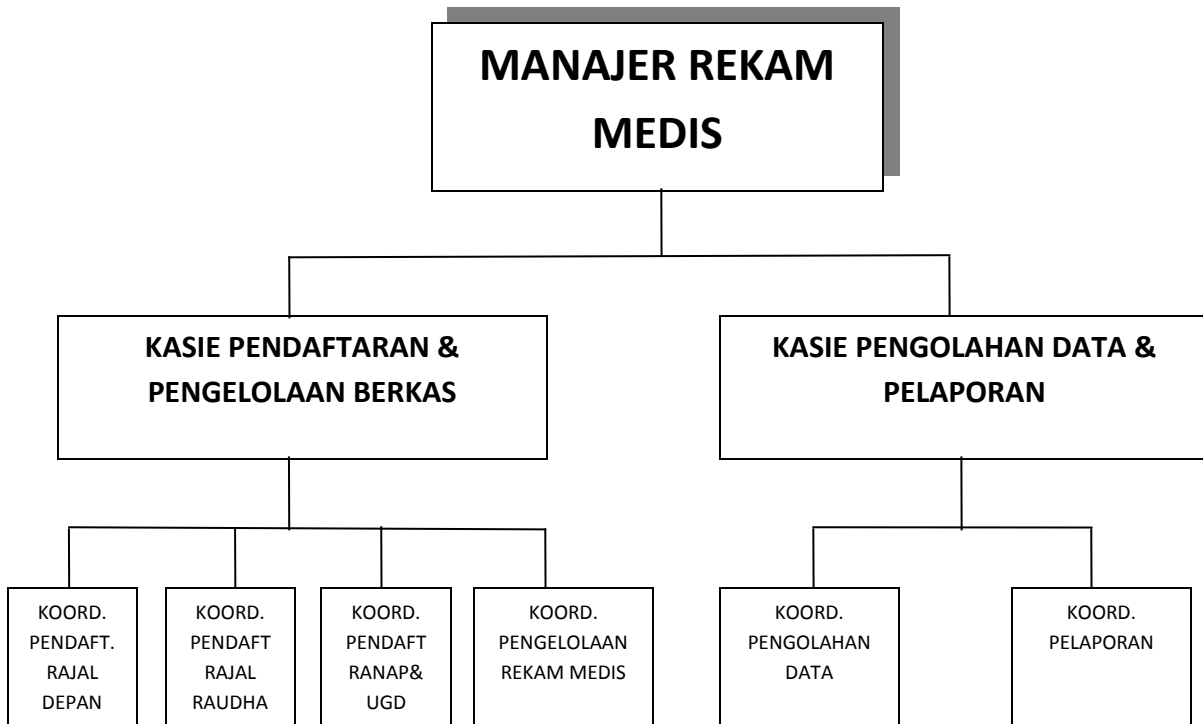 MANAJER REKAM
MEDIS
KASIE PENDAFTARAN &
PENGELOLAAN BERKAS
KASIE PENGOLAHAN DATA &
PELAPORAN
KOORD.
PENDAFT.
RAJAL
DEPAN
KOORD.
PENDAFT
RAJAL
RAUDHA
KOORD.
PENDAFT
RANAP&
UGD
KOORD.
PENGELOLAAN
REKAM MEDIS
KOORD.
PENGOLAHAN
DATA
KOORD.
PELAPORAN